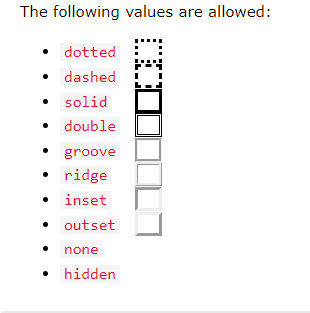 The following values are allowed:
dotted
dashed
solid
double
groove
ridge
inset
outset
none
hidden